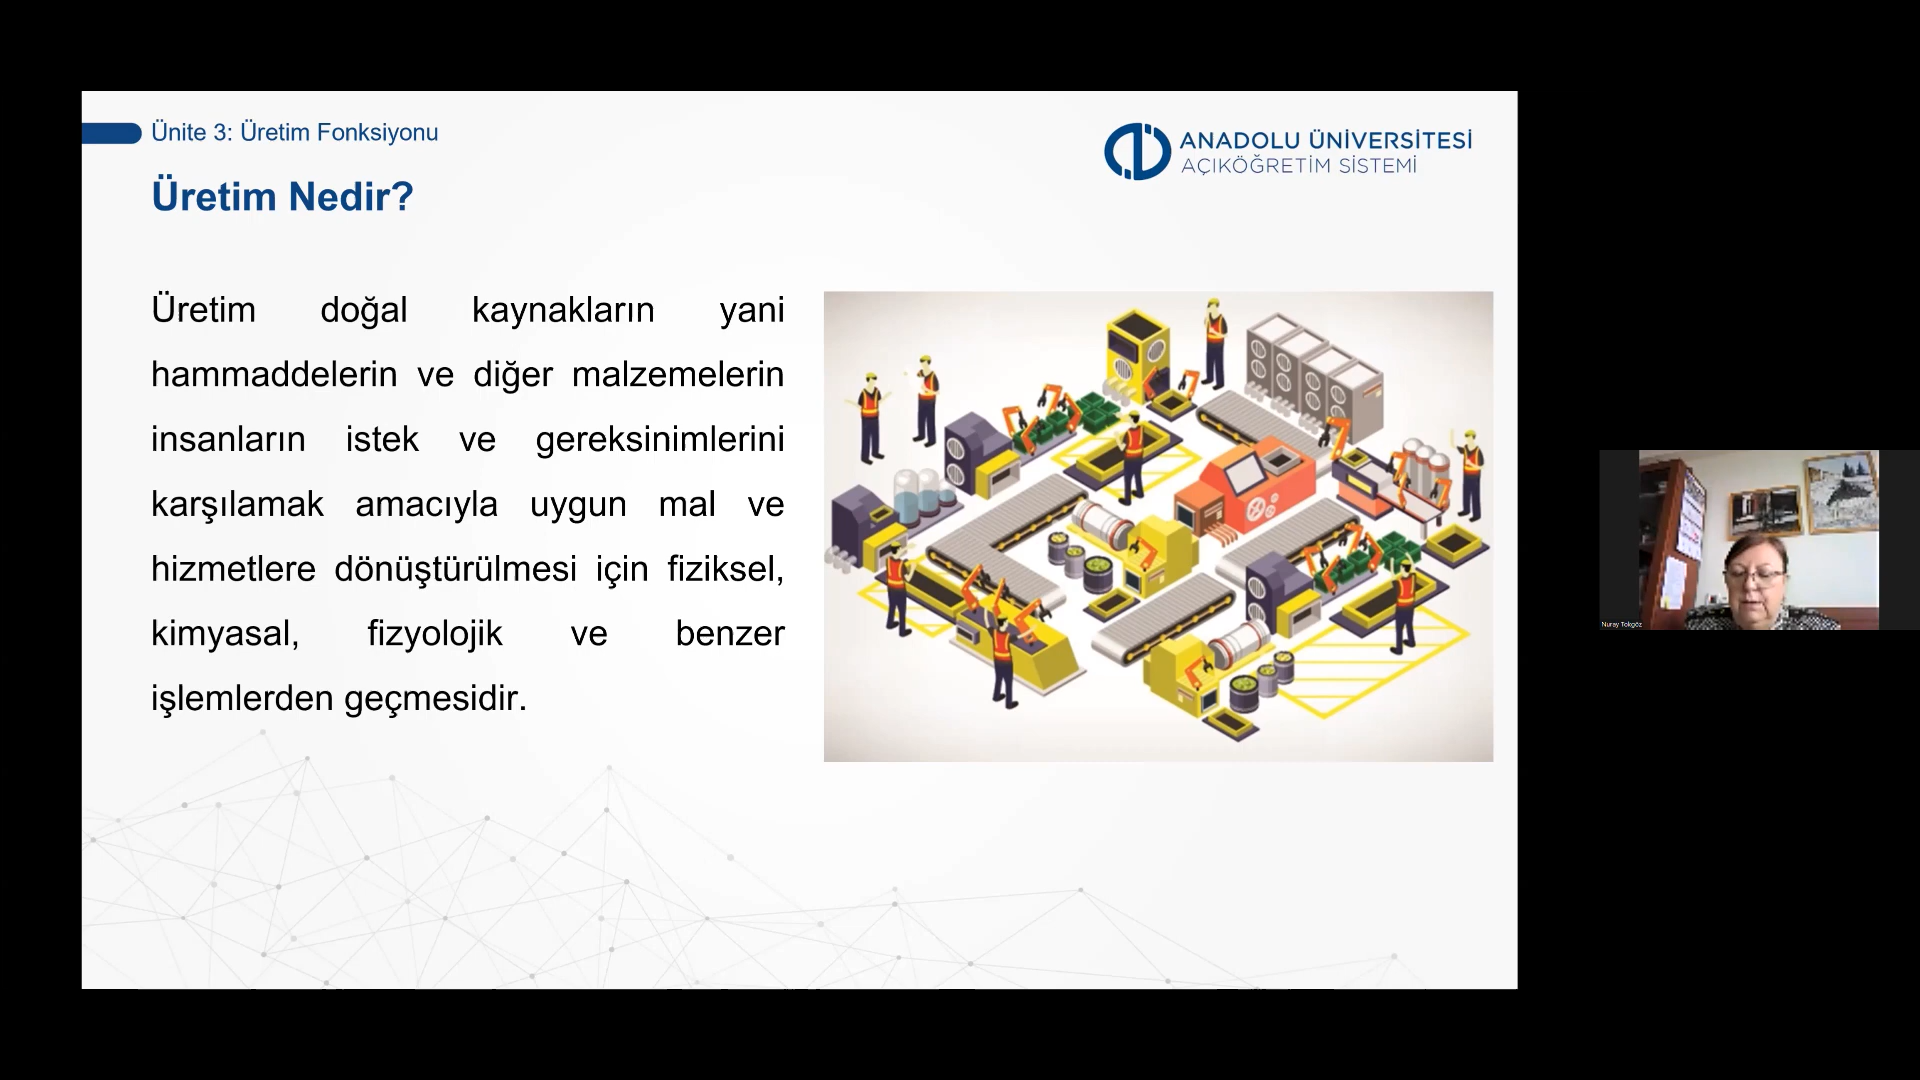 Ünite 3: Üretim Fonksiyonu
ANADOLU ÜNİVERSİTESİ
AÇIKÖĞRETİM SİSTEMİ
Üretim Nedir?
Üretim doğal kaynakların yani
hammaddelerin ve diğer malzemelerin
insanların istek ve gereksinimlerini
karşılamak amacıyla uygun mal ve
hizmetlere dönüştürülmesi için fiziksel,
kimyasal, fizyolojik ve benzer
işlemlerden geçmesidir.
Nuray Tokgöz